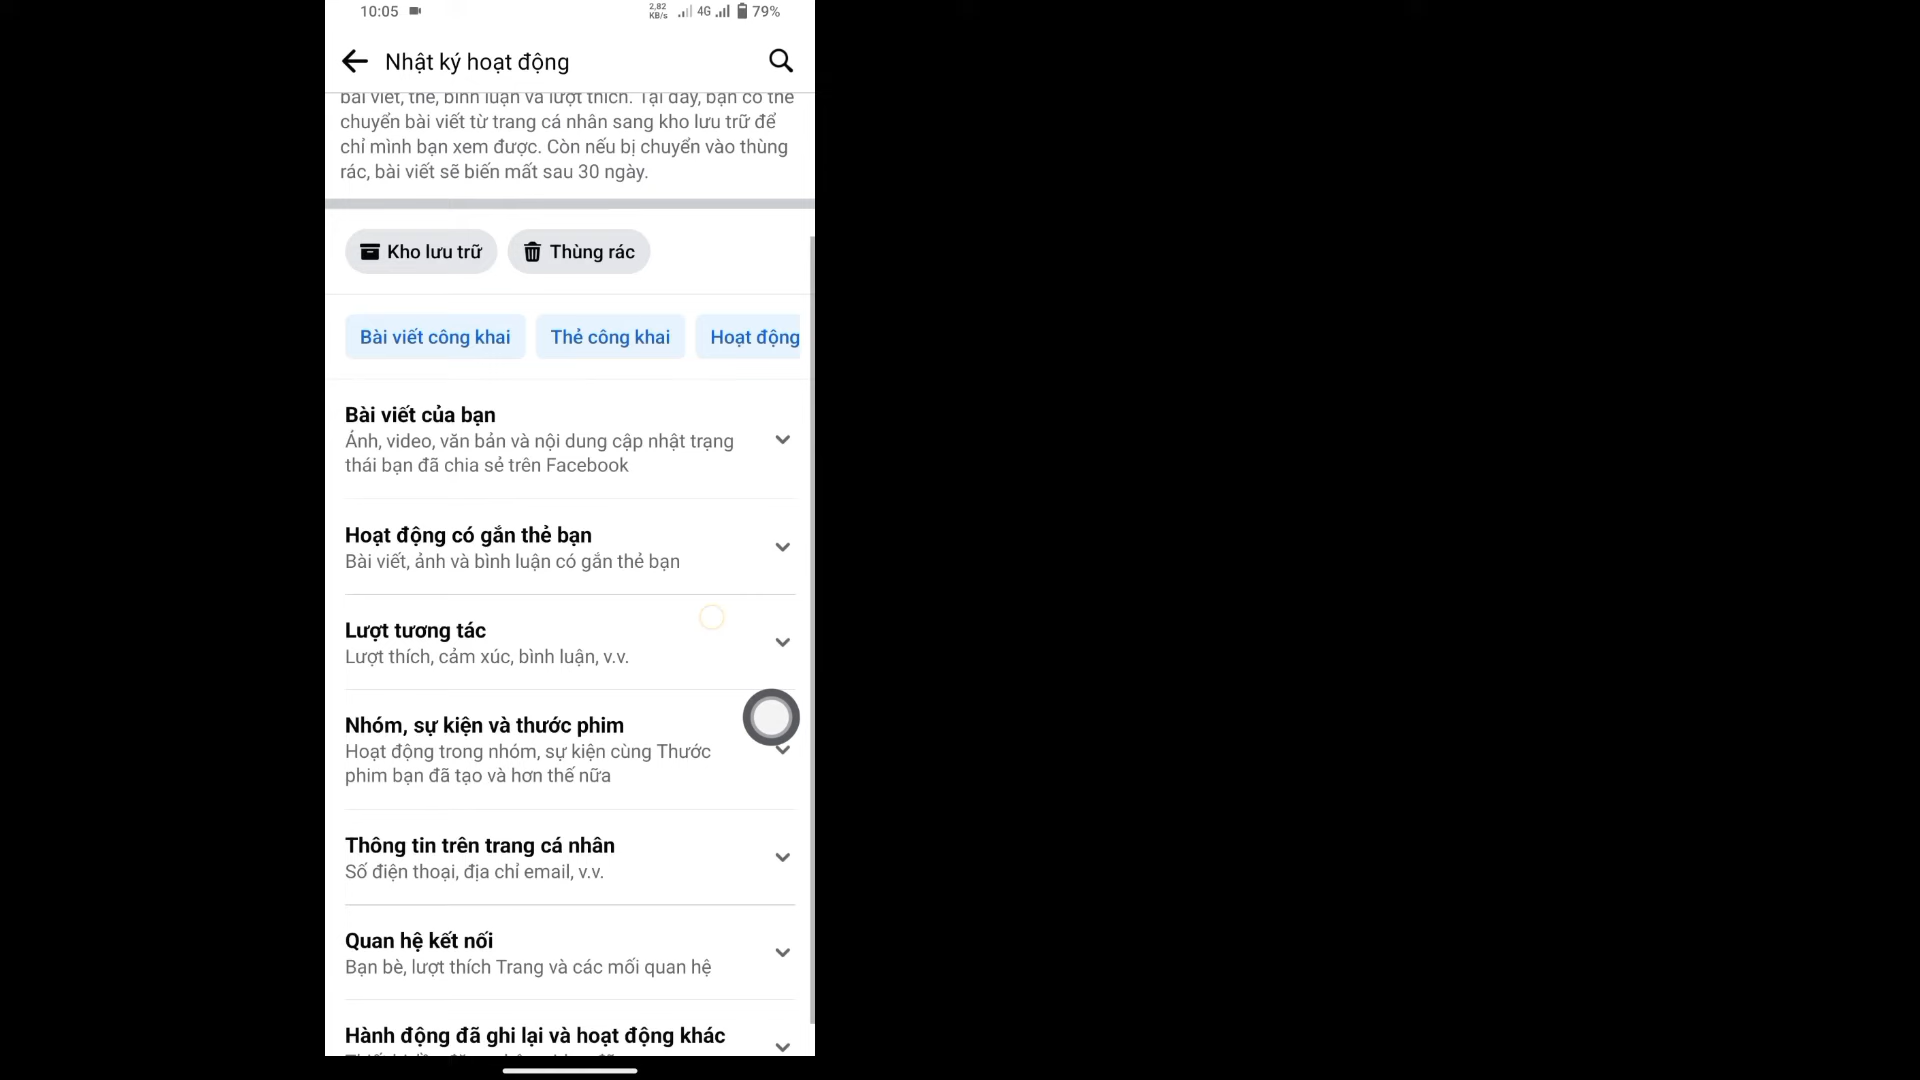 10:05 2,82 KB/s 4G 79%
Nhật ký hoạt động
bài viết, thẻ, bình luận và lượt thích. Tại đây, bạn có thể
chuyển bài viết từ trang cá nhân sang kho lưu trữ để
chỉ mình bạn xem được. Còn nếu bị chuyển vào thùng
rác, bài viết sẽ biến mất sau 30 ngày.
Kho lưu trữ Thùng rác
Bài viết công khai Thẻ công khai Hoạt động
Bài viết của bạn
Ảnh, video, văn bản và nội dung cập nhật trạng
thái bạn đã chia sẻ trên Facebook
Hoạt động có gắn thẻ bạn
Bài viết, ảnh và bình luận có gắn thẻ bạn
Lượt tương tác
Lượt thích, cảm xúc, bình luận, v.v.
Nhóm, sự kiện và thước phim
Hoạt động trong nhóm, sự kiện cùng Thước
phim bạn đã tạo và hơn thế nữa
Thông tin trên trang cá nhân
Số điện thoại, địa chỉ email, v.v.
Quan hệ kết nối
Bạn bè, lượt thích Trang và các mối quan hệ
Hành động đã ghi lại và hoạt động khác